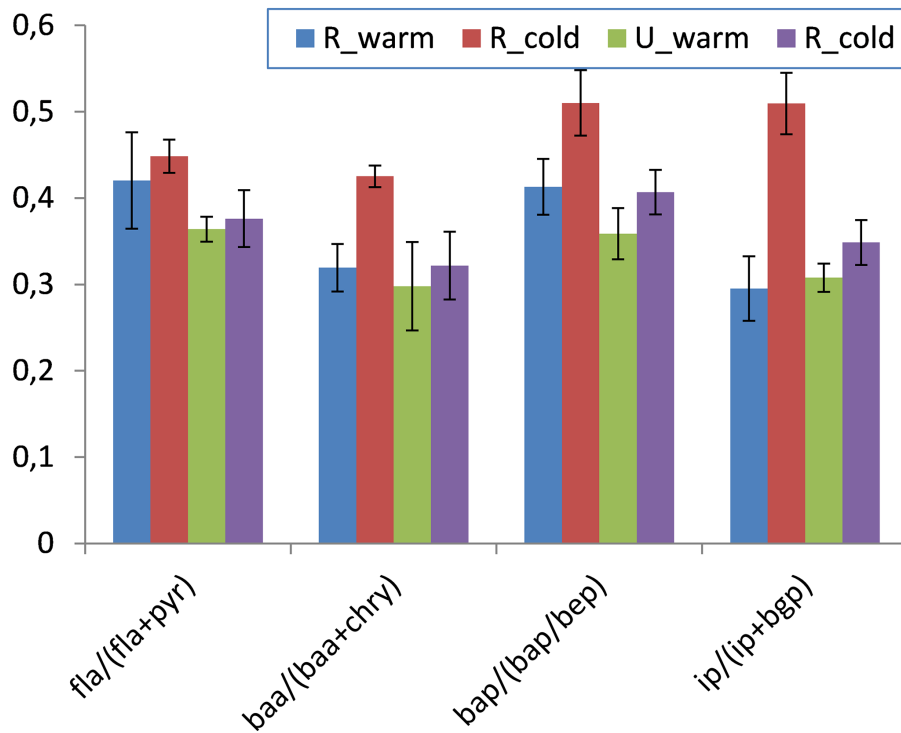 0,6
R_warm R_cold U_warm R_cold
0,5
0,4
0,3
0,2
0,1
0
fla/(fla+pyr)
baa/(baa+chry)
bap/(bap/bep)
ip/(ip+bgp)